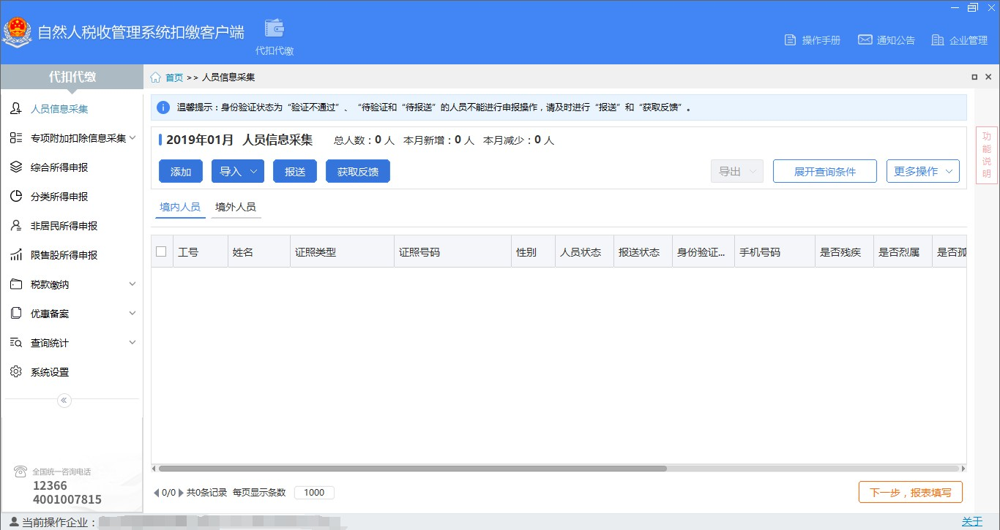 自然人税收管理系统扣缴客户端
代扣代缴
操作手册
通知公告
企业管理
代扣代缴
首页 >> 人员信息采集
人员信息采集
专项附加扣除信息采集
综合所得申报
分类所得申报
非居民所得申报
限售股所得申报
税款缴纳
优惠备案
查询统计
系统设置
全国统一咨询电话
12366
4001007815
温馨提示：身份验证状态为“验证不通过”、“待验证和“待报送”的人员不能进行申报操作，请及时进行“报送”和“获取反馈”。
2019年01月 人员信息采集 总人数：0 人 本月新增：0 人 本月减少：0 人
添加 导入 报送 获取反馈 导出 展开查询条件 更多操作
境内人员 境外人员
工号 姓名 证照类型 证照号码 性别 人员状态 报送状态 身份验证... 手机号码 是否残疾 是否烈属 是否孤
0/0 共0条记录 每页显示条数 1000
下一步，报表填写
功能说明
当前操作企业：
关于